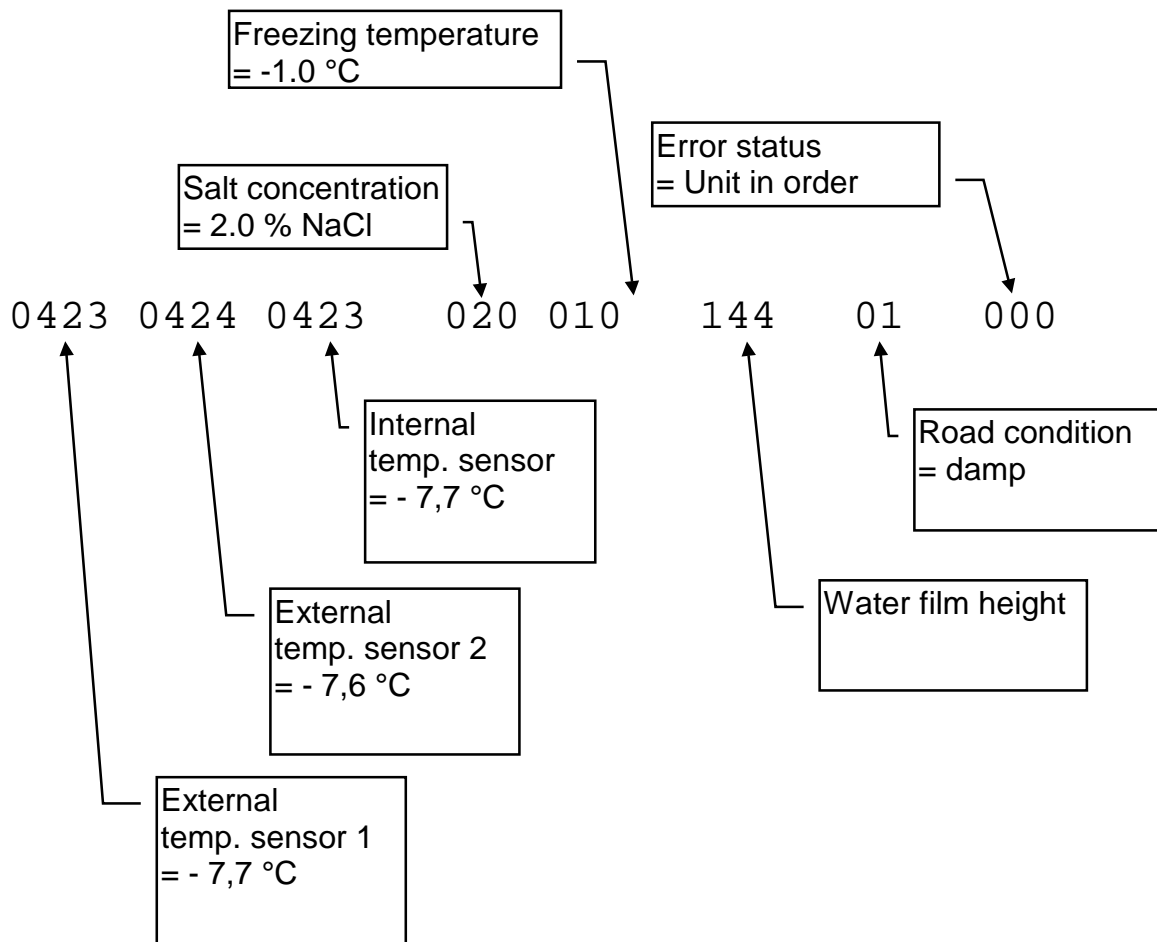 Freezing temperature
= -1.0 °C
Error status
= Unit in order
Salt concentration
= 2.0 % NaCl
0423 0424 0423 020 010 144 01 000
Internal
temp. sensor
= - 7,7 °C
Road condition
= damp
External
temp. sensor 2
= - 7,6 °C
Water film height
External
temp. sensor 1
= - 7,7 °C